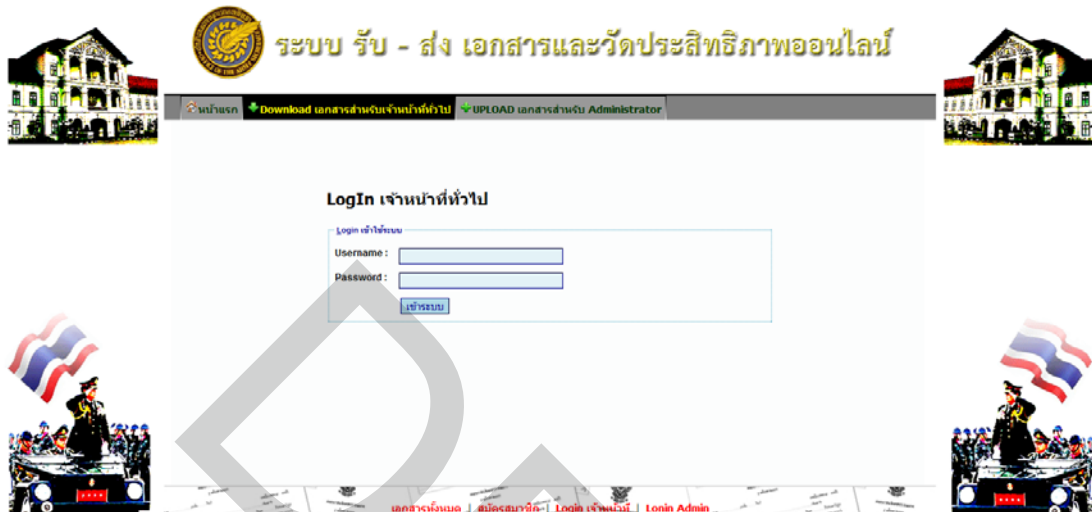 ระบบ รับ - ส่ง เอกสารและวัดประสิทธิภาพออนไลน์
หน้าแรก Download เอกสารสำหรับเจ้าหน้าที่ทั่วไป UPLOAD เอกสารสำหรับ Administrator
LogIn เจ้าหน้าที่ทั่วไป
Login เข้าใช้ระบบ
Username :
Password :
เข้าระบบ
เอกสารทั้งหมด | สมัครสมาชิก | Login เจ้าหน้าที่ | Login Admin